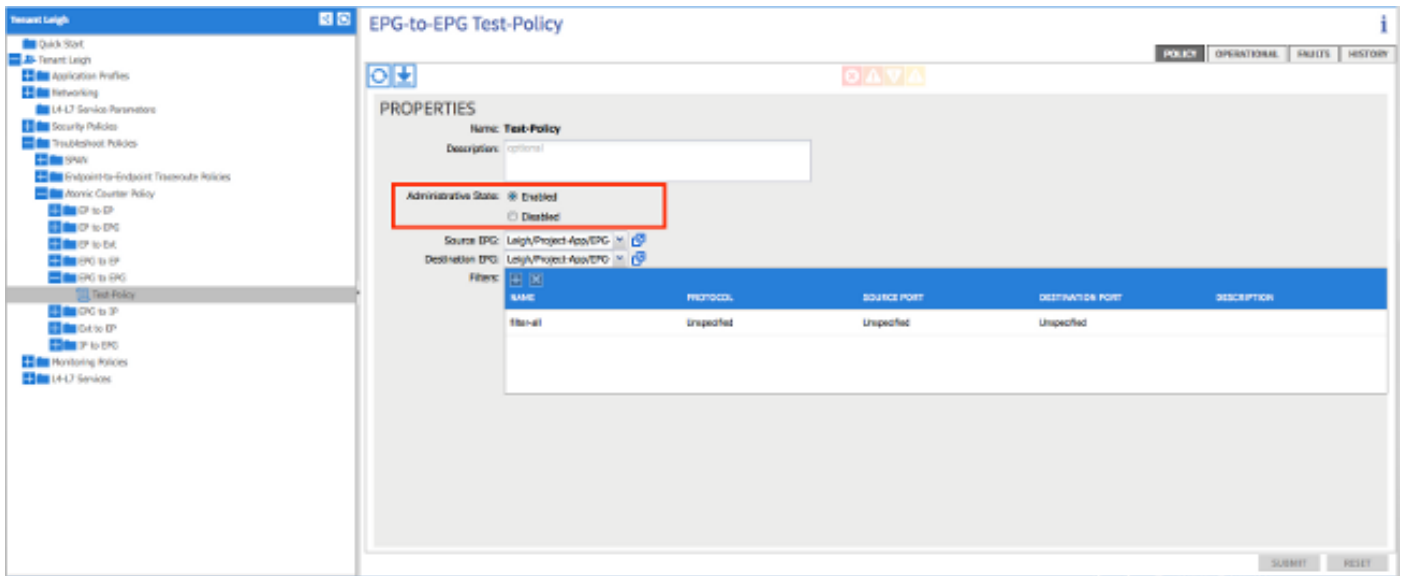 Tenant Leigh
Quick Start
Tenant Leigh
Application Profiles
Networking
L4-L7 Service Parameters
Security Policies
Troubleshoot Policies
SPAN
Endpoint-to-Endpoint Traceroute Policies
Atomic Counter Policy
EP to EP
EP to EPG
EP to Ext
EPG to EP
EPG to EPG
Test-Policy
EPG to IP
Ext to EP
IP to EPG
Monitoring Policies
L4-L7 Services
EPG-to-EPG Test-Policy
i
POLICY OPERATIONAL FAULTS HISTORY
PROPERTIES
Name: Test-Policy
Description: optional
Administrative State: Enabled
Disabled
Source EPG: Leigh/Project-App/EPG-
Destination EPG: Leigh/Project-App/EPG
Filters:
NAME PROTOCOL SOURCE PORT DESTINATION PORT DESCRIPTION
filter-all Unspecified Unspecified Unspecified
SUBMIT RESET